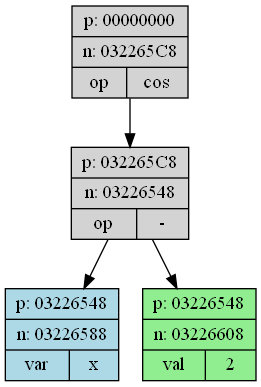 p: 00000000
n: 032265C8
op cos
p: 032265C8
n: 03226548
op -
p: 03226548
n: 03226588
var x
p: 03226548
n: 03226608
val 2